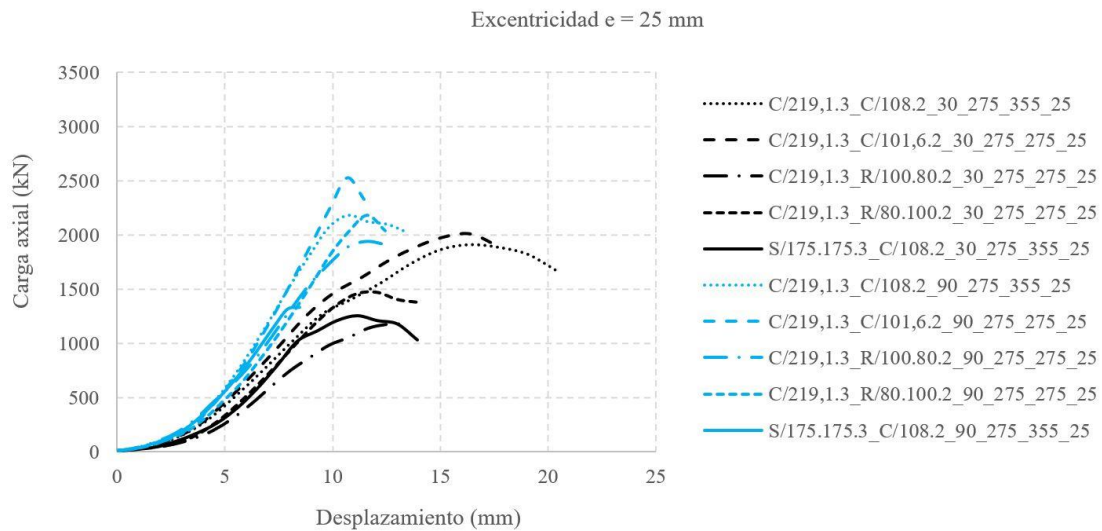 Excentricidad e = 25 mm
Carga axial (kN)
3500
3000
2500
2000
1500
1000
500
0
0 5 10 15 20 25
Desplazamiento (mm)
C/219,1.3_C/108.2_30_275_355_25
C/219,1.3_C/101,6.2_30_275_275_25
C/219,1.3_R/100.80.2_30_275_275_25
C/219,1.3_R/80.100.2_30_275_275_25
S/175.175.3_C/108.2_30_275_355_25
C/219,1.3_C/108.2_90_275_355_25
C/219,1.3_C/101,6.2_90_275_275_25
C/219,1.3_R/100.80.2_90_275_275_25
C/219,1.3_R/80.100.2_90_275_275_25
S/175.175.3_C/108.2_90_275_355_25